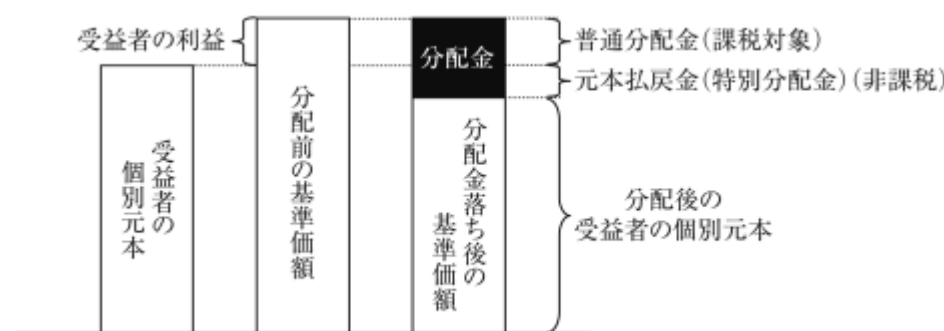 受益者の利益
分配金
普通分配金(課税対象)
元本払戻金(特別分配金)(非課税)
受益者の
個別元本
分配前の基準価額
分配金落ち後の
基準価額
分配後の
受益者の個別元本